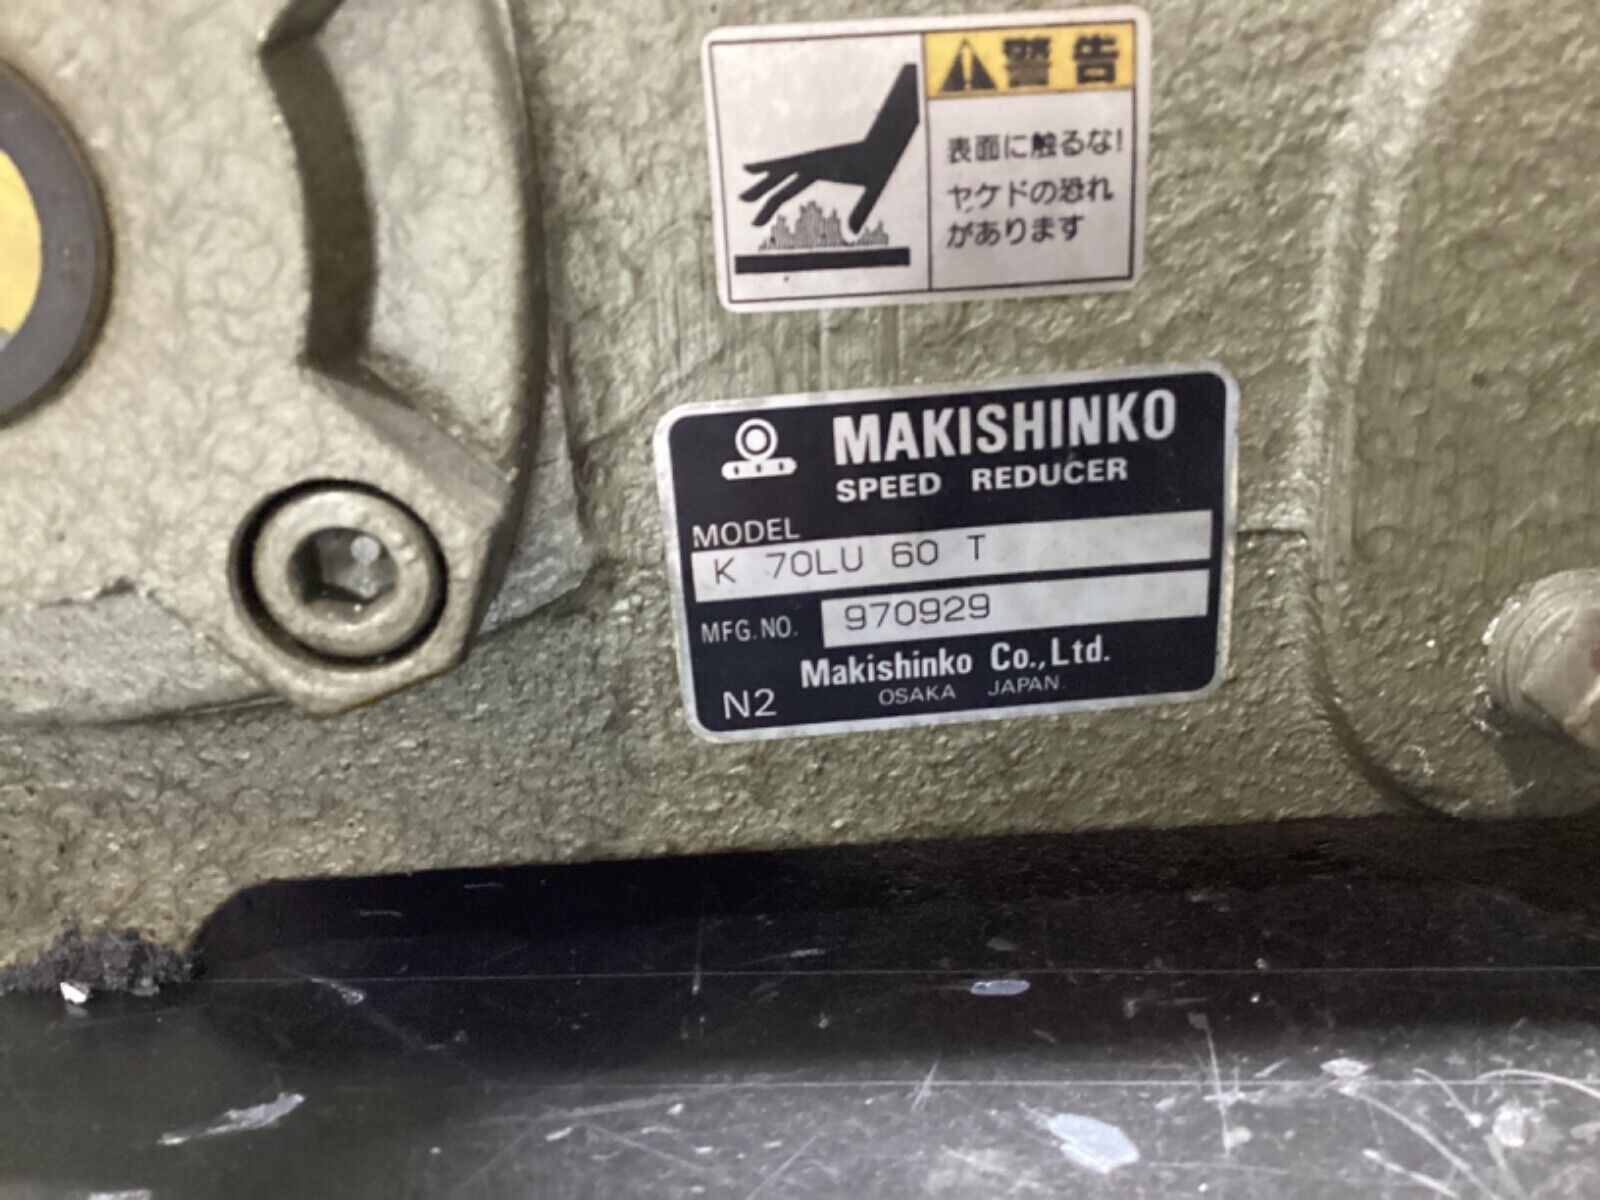 警告
表面に触るな!
ヤケドの恐れ
があります
MAKISHINKO
SPEED REDUCER
MODEL
K 70LU 60 T
MFG.NO. 970929
Makishinko Co.,Ltd.
N2 OSAKA JAPAN.